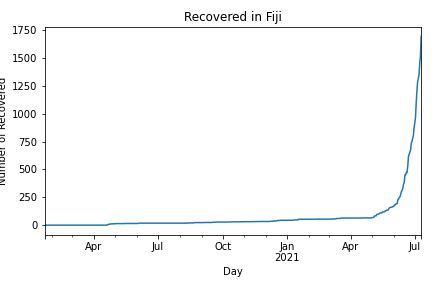 Recovered in Fiji
Number of Recovered
1750
1500
1250
1000
750
500
250
0
Apr
Jul
Oct
Jan
2021
Apr
Jul
Day